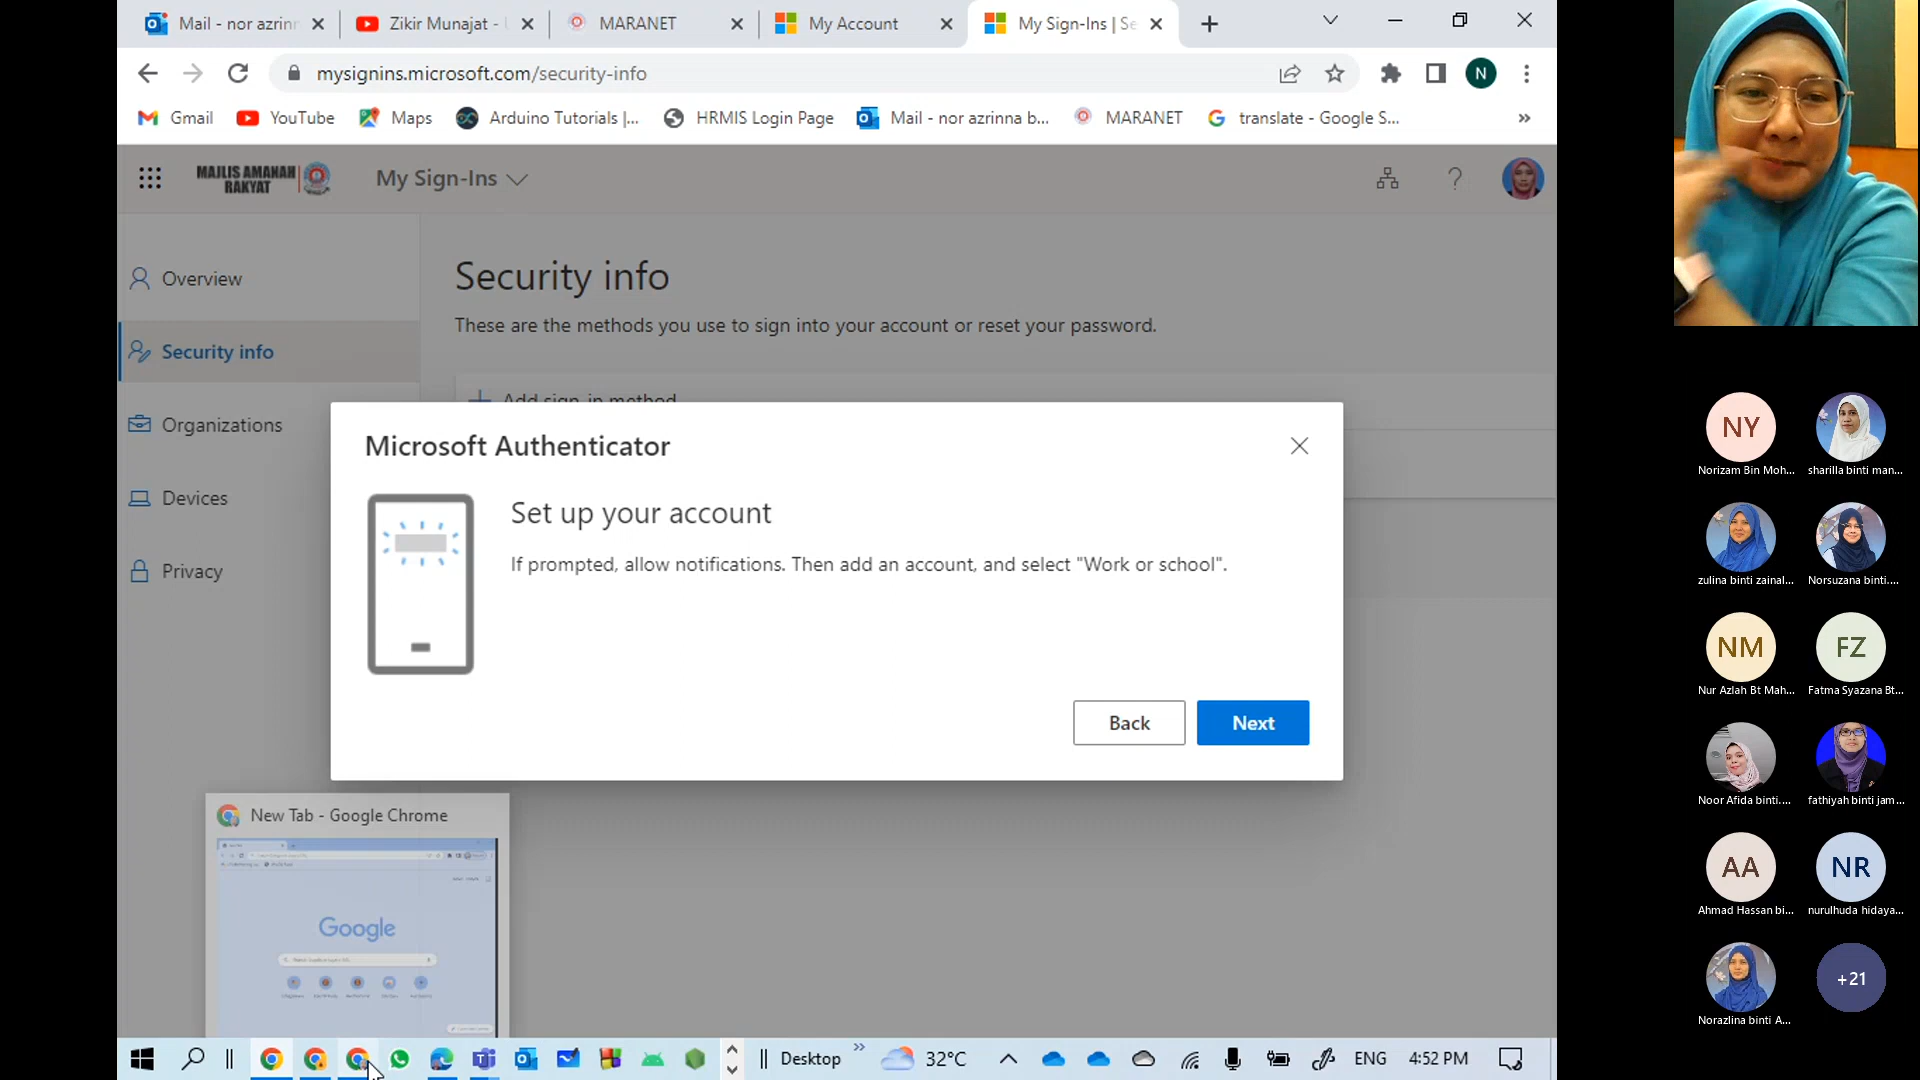 Mail - nor azrinn
Zikir Munajat -
MARANET
My Account
My Sign-Ins | Se
mysignins.microsoft.com/security-info
N
Gmail
YouTube
Maps
Arduino Tutorials |...
HRMIS Login Page
Mail - nor azrinna b...
MARANET
translate - Google S...
MAJLIS AMANAH RAKYAT
My Sign-Ins
Overview
Security info
Organizations
Devices
Privacy
Security info
These are the methods you use to sign into your account or reset your password.
Add sign-in method
Microsoft Authenticator
Set up your account
If prompted, allow notifications. Then add an account, and select "Work or school".
Back
Next
New Tab - Google Chrome
Google
Desktop
32°C
ENG
4:52 PM
NY
Norizam Bin Moh...
sharilla binti man...
zulina binti zainal...
Norsuzana binti....
NM
Nur Azlah Bt Mah...
FZ
Fatma Syazana Bt...
Noor Afida binti....
fathiyah binti jam...
AA
Ahmad Hassan bi...
NR
nurulhuda hidaya...
Norazlina binti A...
+21